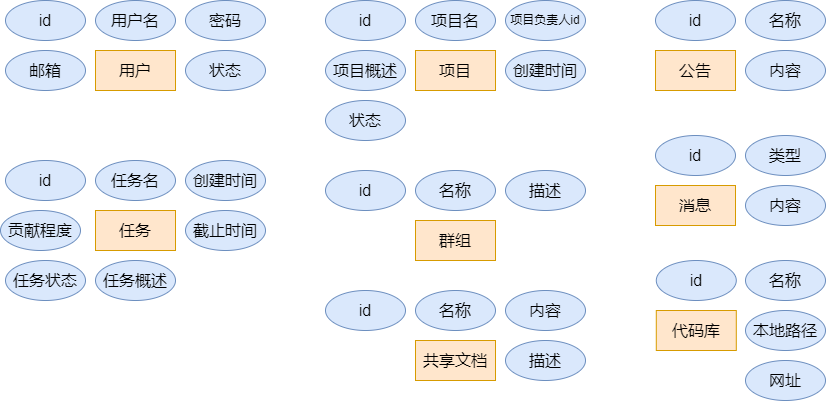 id
用户名
密码
邮箱
用户
状态
id
项目名
项目负责人id
项目概述
项目
创建时间
状态
id
名称
公告
内容
id
任务名
创建时间
贡献程度
任务
截止时间
任务状态
任务概述
id
名称
描述
群组
id
名称
内容
共享文档
描述
id
类型
消息
内容
id
名称
代码库
本地路径
网址